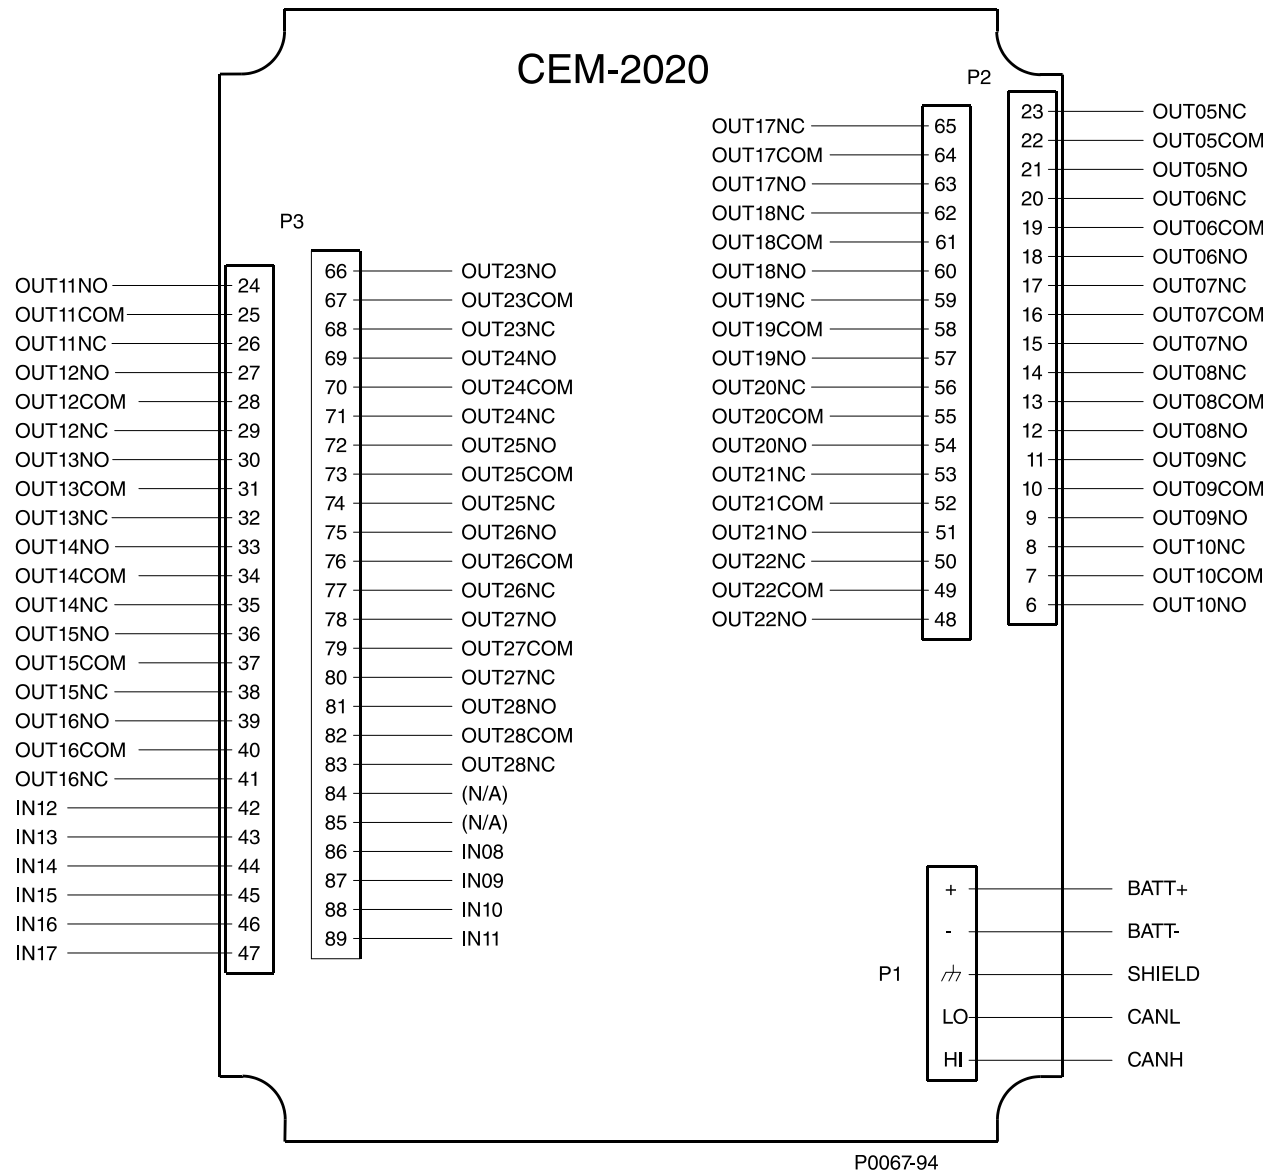 CEM-2020
P2
23 OUT05NC
22 OUT05COM
21 OUT05NO
20 OUT06NC
19 OUT06COM
18 OUT06NO
17 OUT07NC
16 OUT07COM
15 OUT07NO
14 OUT08NC
13 OUT08COM
12 OUT08NO
11 OUT09NC
10 OUT09COM
9 OUT09NO
8 OUT10NC
7 OUT10COM
6 OUT10NO
OUT17NC 65
OUT17COM 64
OUT17NO 63
OUT18NC 62
OUT18COM 61
OUT18NO 60
OUT19NC 59
OUT19COM 58
OUT19NO 57
OUT20NC 56
OUT20COM 55
OUT20NO 54
OUT21NC 53
OUT21COM 52
OUT21NO 51
OUT22NC 50
OUT22COM 49
OUT22NO 48
P3
OUT11NO 24
OUT11COM 25
OUT11NC 26
OUT12NO 27
OUT12COM 28
OUT12NC 29
OUT13NO 30
OUT13COM 31
OUT13NC 32
OUT14NO 33
OUT14COM 34
OUT14NC 35
OUT15NO 36
OUT15COM 37
OUT15NC 38
OUT16NO 39
OUT16COM 40
OUT16NC 41
IN12 42
IN13 43
IN14 44
IN15 45
IN16 46
IN17 47
66 OUT23NO
67 OUT23COM
68 OUT23NC
69 OUT24NO
70 OUT24COM
71 OUT24NC
72 OUT25NO
73 OUT25COM
74 OUT25NC
75 OUT26NO
76 OUT26COM
77 OUT26NC
78 OUT27NO
79 OUT27COM
80 OUT27NC
81 OUT28NO
82 OUT28COM
83 OUT28NC
84 (N/A)
85 (N/A)
86 IN08
87 IN09
88 IN10
89 IN11
P1
+ BATT+
- BATT-
SHIELD
LO CANL
HI CANH
P0067-94